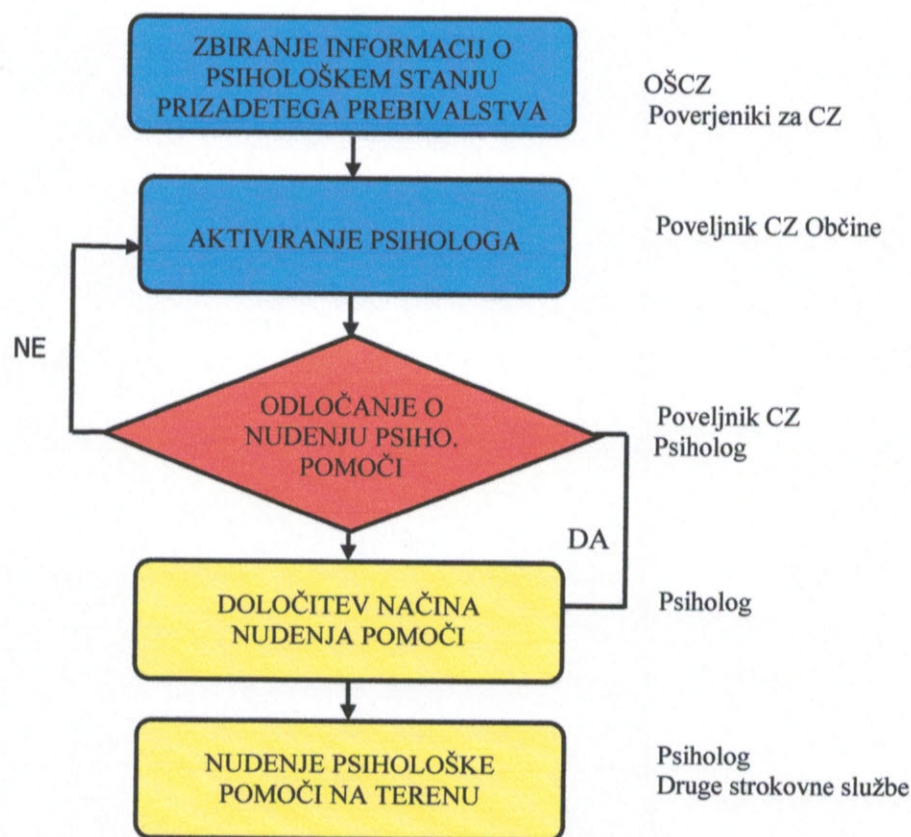 ZBIRANJE INFORMACIJ O
PSIHOLOŠKEM STANJU
PRIZADETEGA PREBIVALSTVA
OŠCZ
Poverjeniki za CZ
AKTIVIRANJE PSIHOLOGA
Poveljnik CZ Občine
NE
ODLOČANJE O
NUDENJU PSIHO.
POMOČI
Poveljnik CZ
Psiholog
DA
DOLOČITEV NAČINA
NUDENJA POMOČI
Psiholog
NUDENJE PSIHOLOŠKE
POMOČI NA TERENU
Psiholog
Druge strokovne službe